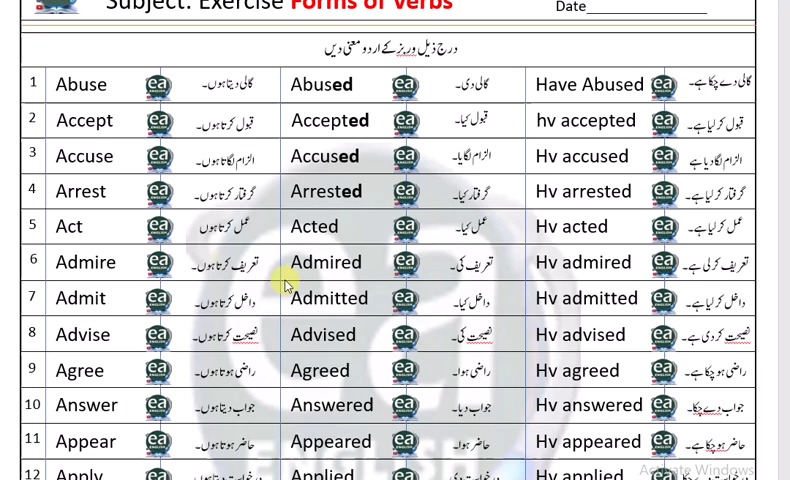 Subject: Exercise Forms of Verbs
Date
درج ذیل وربز کے اردو معنی دیں
1 Abuse گالی دیتا ہوں۔ Abused گالی دی۔ Have Abused گالی دے چکا ہے۔
2 Accept قبول کرتا ہوں۔ Accepted قبول کیا۔ hv accepted قبول کر لیا ہے۔
3 Accuse الزام لگاتا ہوں۔ Accused الزام لگایا۔ Hv accused الزام لگا دیا ہے
4 Arrest گرفتار کرتا ہوں۔ Arrested گرفتار کیا۔ Hv arrested گرفتار کر لیا ہے۔
5 Act عمل کرتا ہوں Acted عمل کیا۔ Hv acted عمل کر لیا ہے۔
6 Admire تعریف کرتا ہوں۔ Admired تعریف کی۔ Hv admired تعریف کر لی ہے۔
7 Admit داخل کرتا ہوں۔ Admitted داخل کیا۔ Hv admitted داخل کر لیا ہے۔
8 Advise نصیحت کرتا ہوں۔ Advised نصیحت کی۔ Hv advised نصیحت کر دی ہے۔
9 Agree راضی ہوتا ہوں۔ Agreed راضی ہوا۔ Hv agreed راضی ہو چکا ہے۔
10 Answer جواب دیتا ہوں۔ Answered جواب دیا۔ Hv answered جواب دے چکا۔
11 Appear حاضر ہوتا ہوں۔ Appeared حاضر ہوا۔ Hv appeared حاضر ہو چکا ہے۔
12 Apply Applied Hv applied
Activate Windows